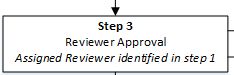 Step 3
Reviewer Approval
Assigned Reviewer identified in step 1